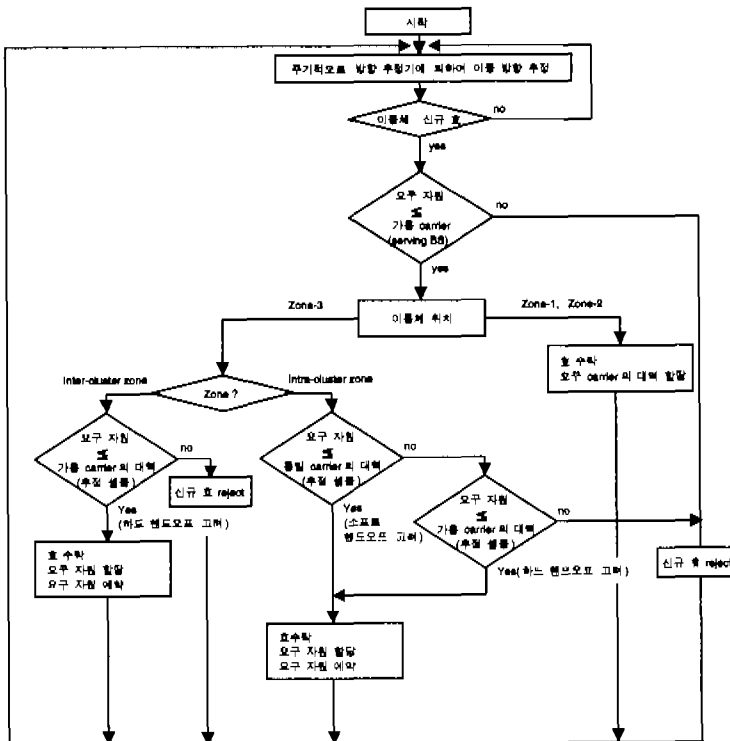 시작
주기적으로 방향 추정기에 의하여 이동 방향 추정
이동체 신규 호
no
yes
요구 자원
≤
가용 carrier
(serving BS)
no
yes
Zone-3
이동체 위치
Zone-1, Zone-2
호 수락
요구 carrier의 대역 할당
Inter-cluster zone
Zone ?
Intra-cluster zone
요구 자원
≤
가용 carrier의 대역
(추정 셀룰)
no
신규 호 reject
Yes
(하드 핸드오프 고려)
호 수락
요구 자원 할당
요구 자원 예약
요구 자원
≤
동일 carrier의 대역
(추정 셀룰)
no
Yes
(소프트
핸드오프 고려)
요구 자원
≤
가용 carrier의 대역
(추정 셀룰)
no
Yes(하드 핸드오프 고려)
신규 호 reject
호수락
요구 자원 할당
요구 자원 예약